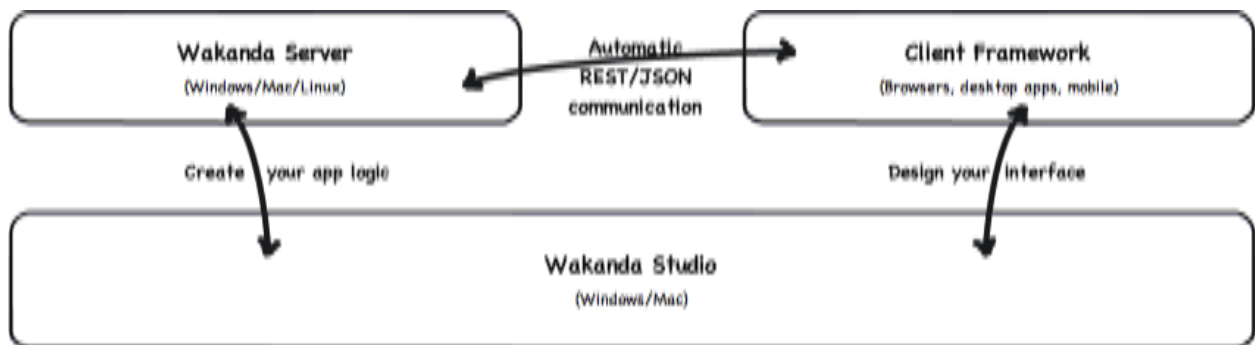 Wakanda Server
(Windows/Mac/Linux)
Automatic
REST/JSON
communication
Client Framework
(Browsers, desktop apps, mobile)
Create your app logic
Design your interface
Wakanda Studio
(Windows/Mac)